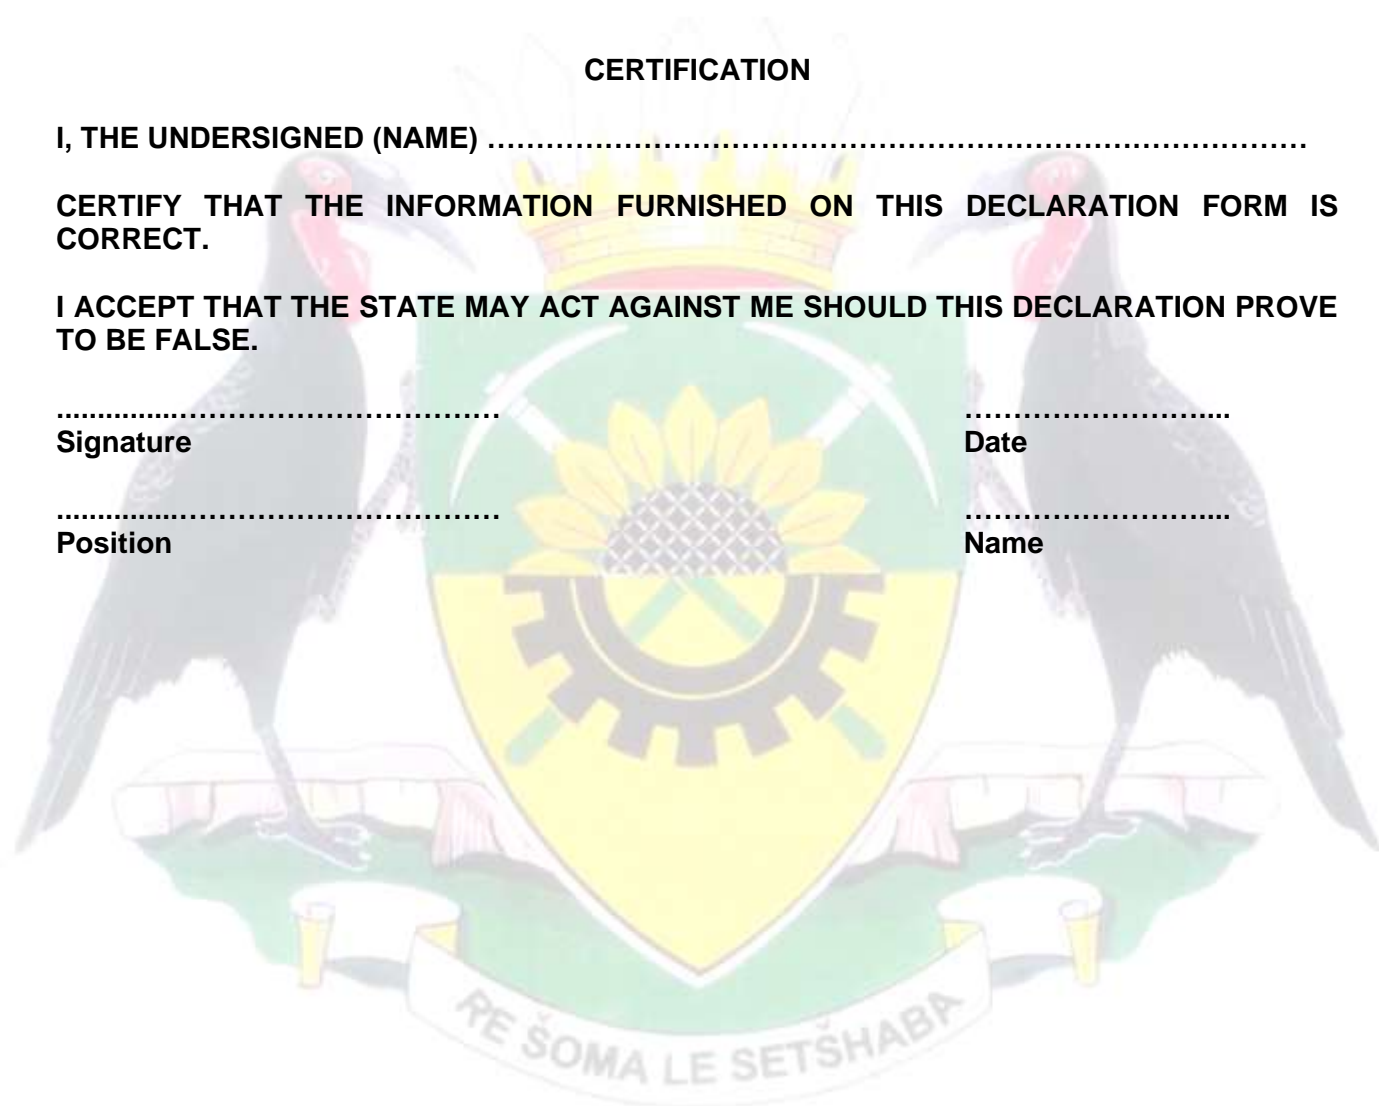 CERTIFICATION
I, THE UNDERSIGNED (NAME) ……………………………………………………………………………
CERTIFY THAT THE INFORMATION FURNISHED ON THIS DECLARATION FORM IS
CORRECT.
I ACCEPT THAT THE STATE MAY ACT AGAINST ME SHOULD THIS DECLARATION PROVE
TO BE FALSE.
...............…………………………… ……………………….....
Signature Date
...............…………………………… ……………………….....
Position Name
RE ŠOMA LE SETŠHABA